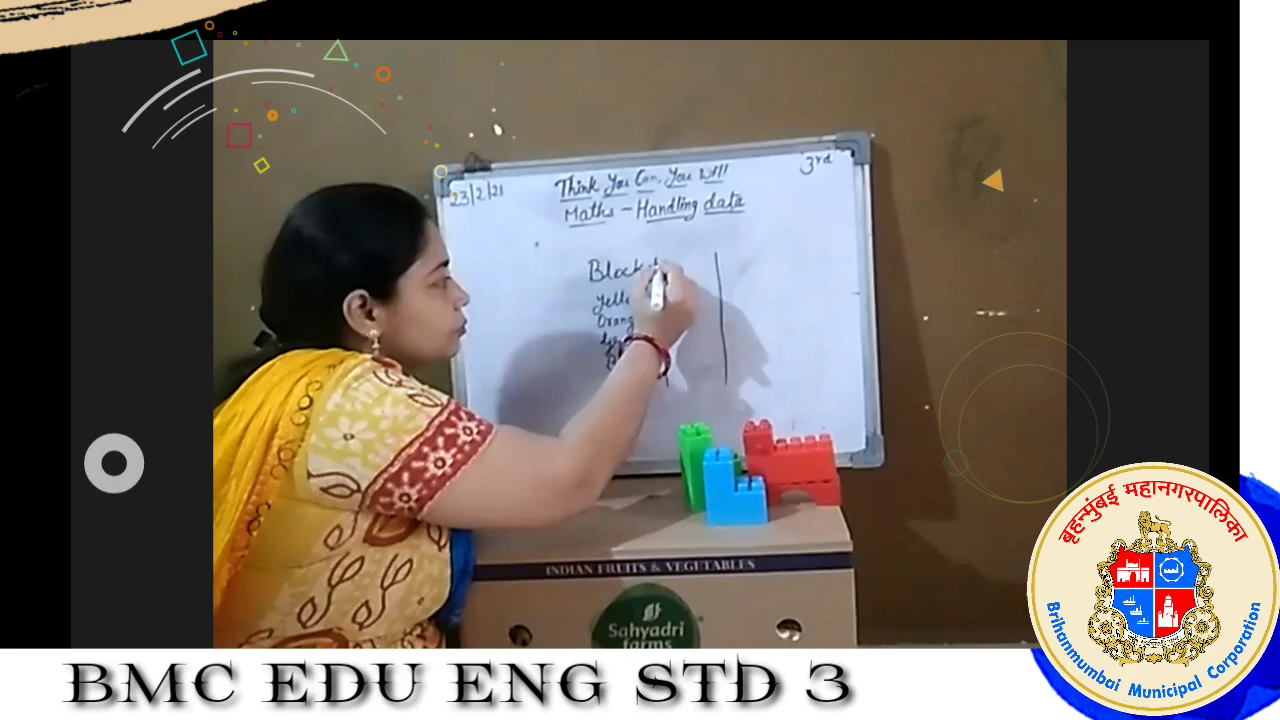 23/2/21
Think You Can, You Will
3rd
Maths - Handling data
Block
INDIAN FRUITS & VEGETABLES
Sahyadri
farms
बृहन्मुंबई महानगरपालिका
Brihanmumbai Municipal Corporation
BMC EDU ENG STD 3